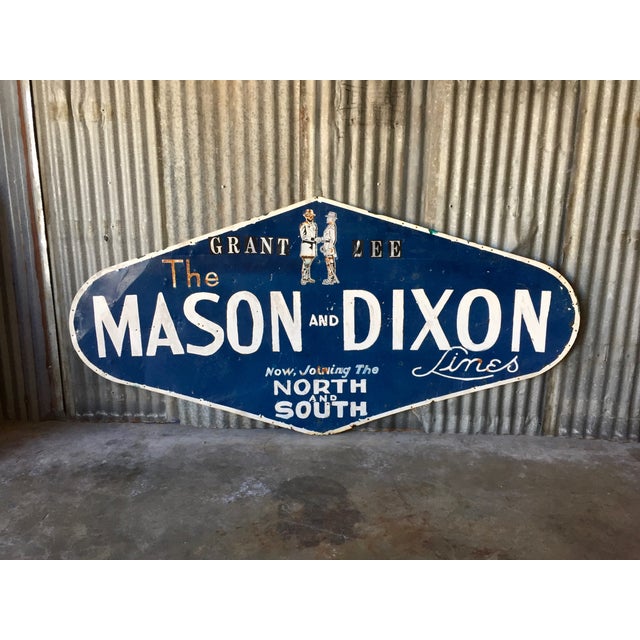 GRANT LEE
The
MASON AND DIXON
Lines
Now, Joining The
NORTH
AND
SOUTH